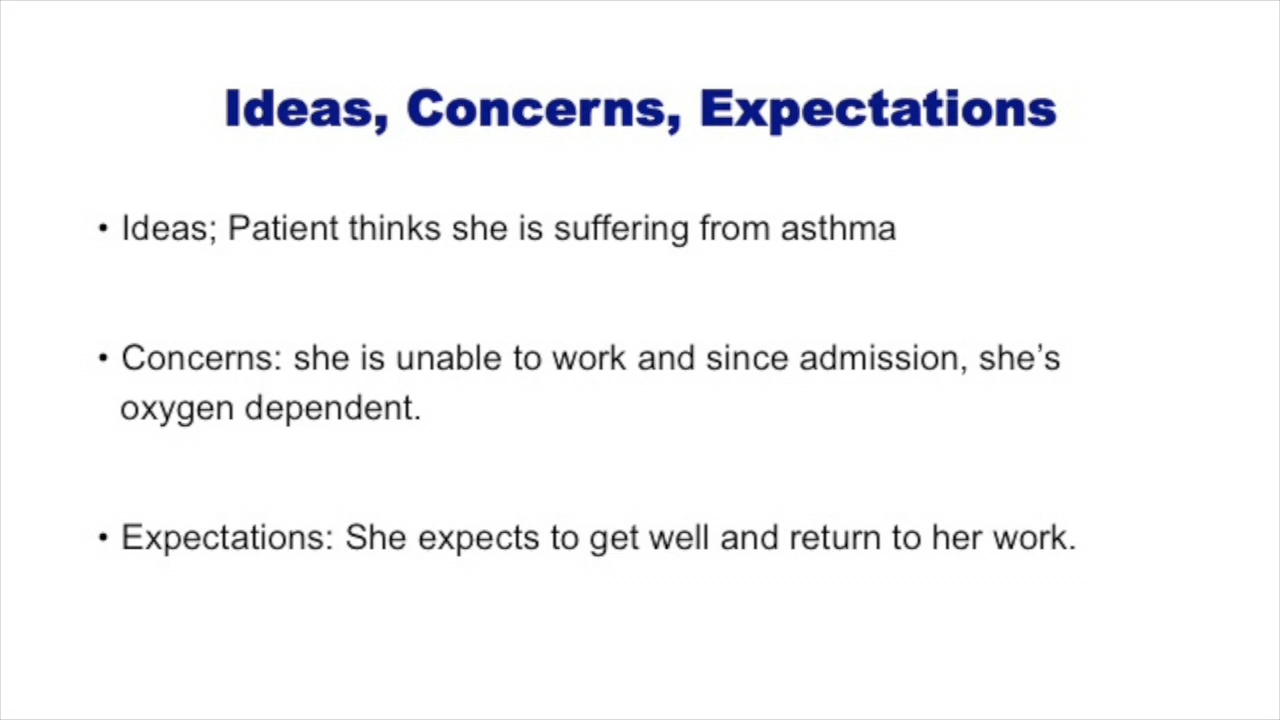 Ideas, Concerns, Expectations
• Ideas; Patient thinks she is suffering from asthma
• Concerns: she is unable to work and since admission, she’s
oxygen dependent.
• Expectations: She expects to get well and return to her work.